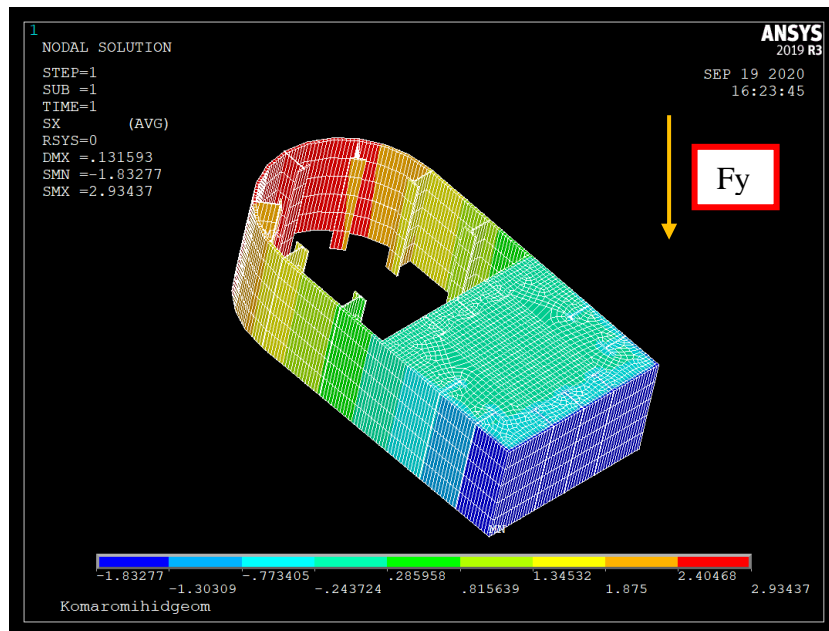 1
NODAL SOLUTION
STEP=1
SUB =1
TIME=1
SX (AVG)
RSYS=0
DMX =.131593
SMN =-1.83277
SMX =2.93437
ANSYS
2019 R3
SEP 19 2020
16:23:45
Fy
MN
-1.83277 -.773405 .285958 1.34532 2.40468
-1.30309 -.243724 .815639 1.875 2.93437
Komaromihidgeom